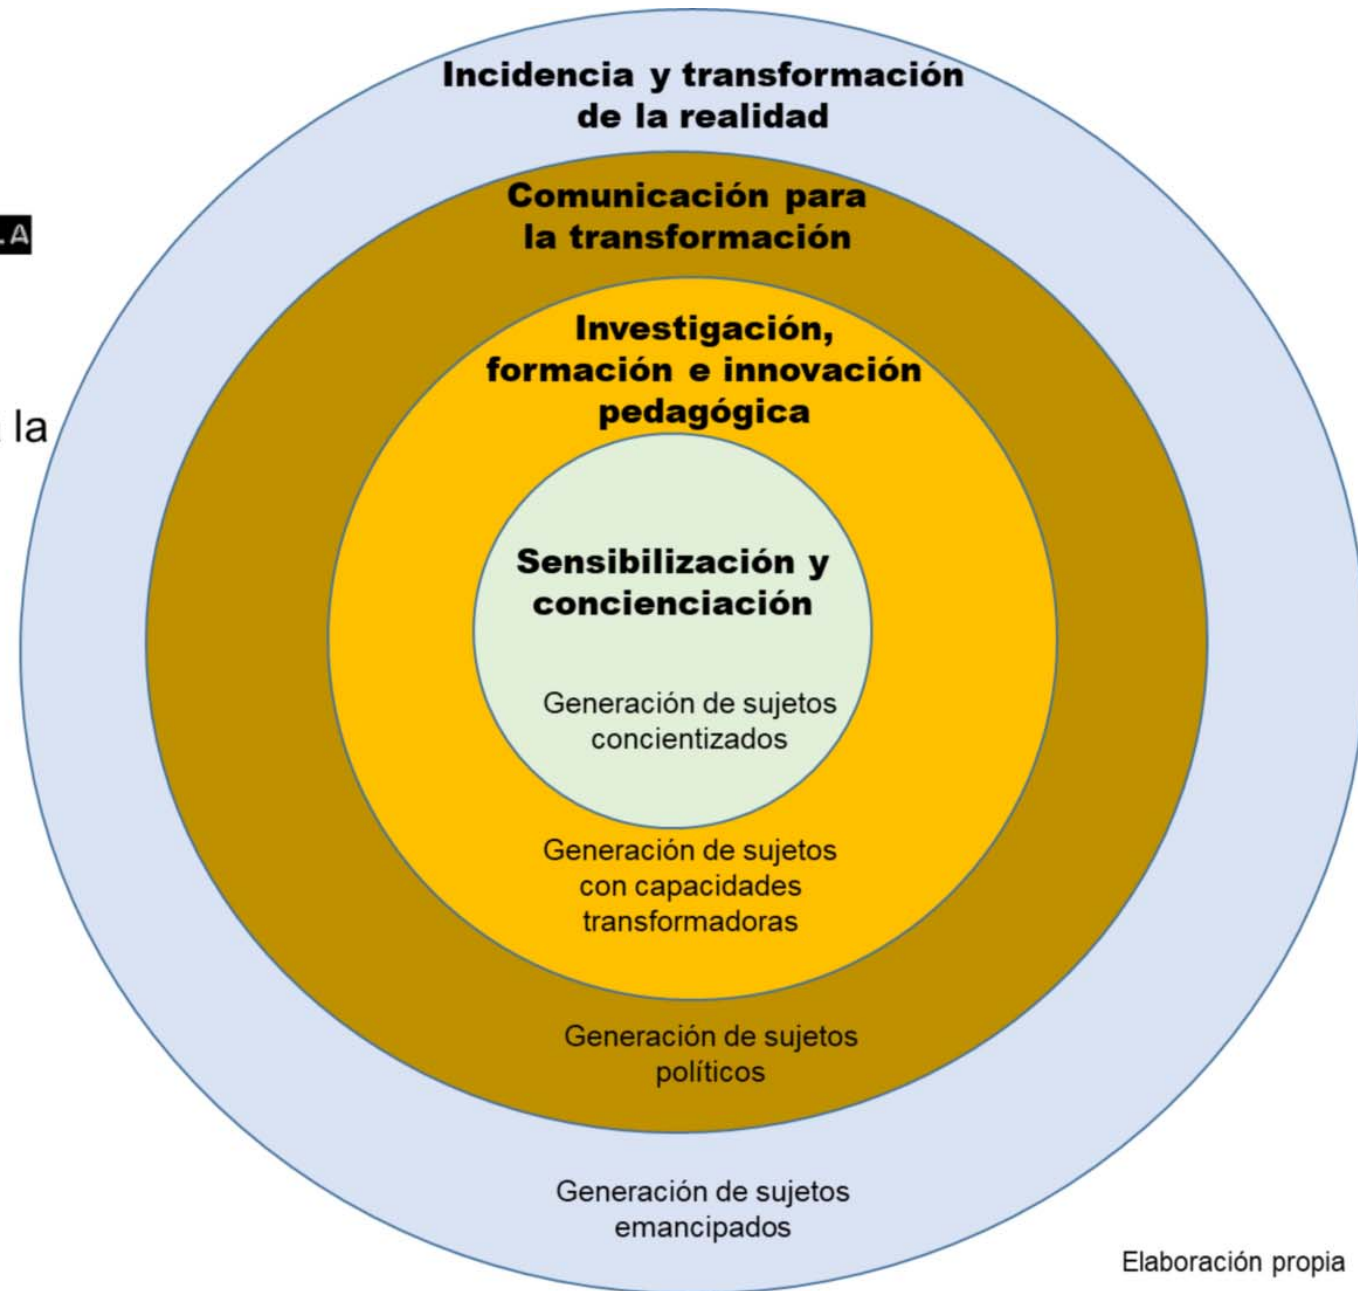 Incidencia y transformación
de la realidad
Comunicación para
la transformación
.A
Investigación,
formación e innovación
pedagógica
la
Sensibilización y
concienciación
Generación de sujetos
concientizados
Generación de sujetos
con capacidades
transformadoras
Generación de sujetos
políticos
Generación de sujetos
emancipados
Elaboración propia